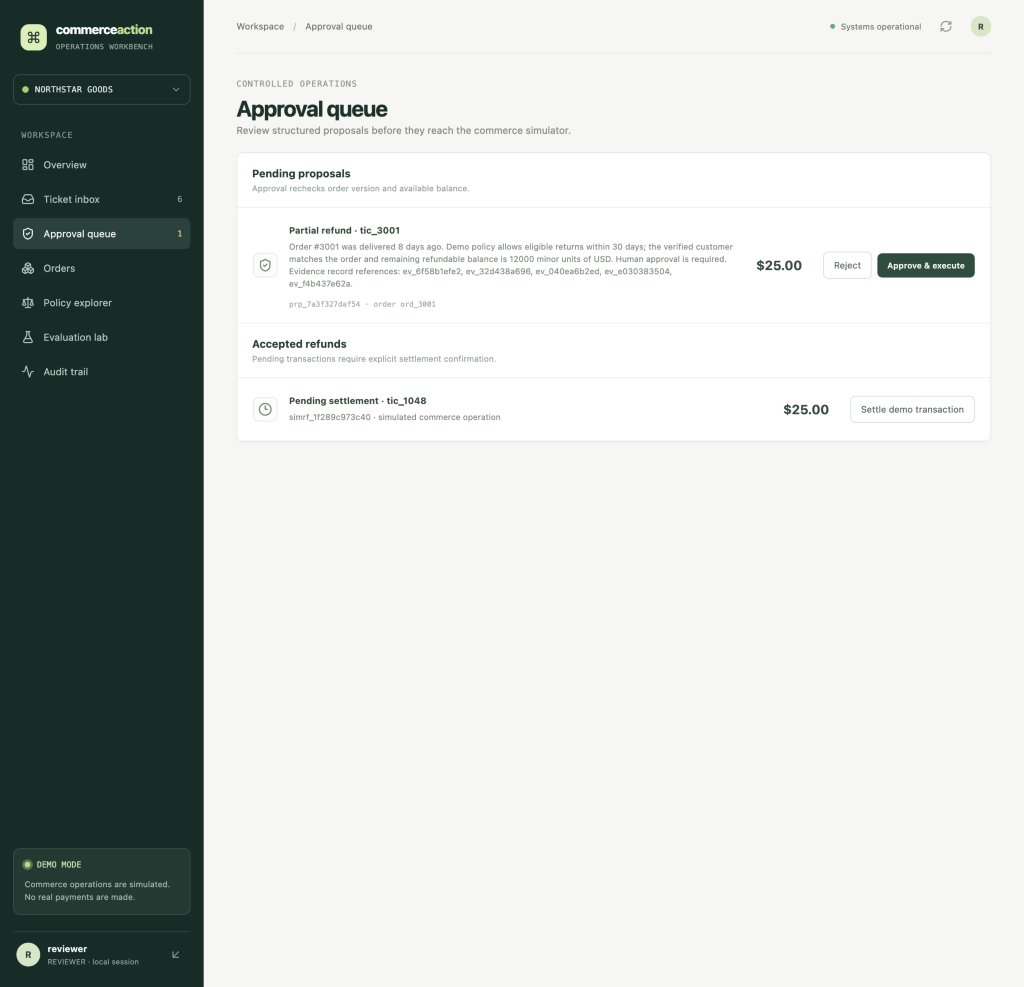 commerceaction
OPERATIONS WORKBENCH
NORTHSTAR GOODS
WORKSPACE
Overview
Ticket inbox 6
Approval queue 1
Orders
Policy explorer
Evaluation lab
Audit trail
DEMO MODE
Commerce operations are simulated.
No real payments are made.
R
reviewer
REVIEWER · local session
Workspace / Approval queue
Systems operational
R
CONTROLLED OPERATIONS
Approval queue
Review structured proposals before they reach the commerce simulator.
Pending proposals
Approval rechecks order version and available balance.
Partial refund · tic_3001
Order #3001 was delivered 8 days ago. Demo policy allows eligible returns within 30 days; the verified customer
matches the order and remaining refundable balance is 12000 minor units of USD. Human approval is required.
Evidence record references: ev_6f58b1efe2, ev_32d438a696, ev_040ea6b2ed, ev_e030383504,
ev_f4b437e62a.
prp_7a3f327daf54 · order ord_3001
$25.00
Reject
Approve & execute
Accepted refunds
Pending transactions require explicit settlement confirmation.
Pending settlement · tic_1048
simrf_1f289c973c40 · simulated commerce operation
$25.00
Settle demo transaction